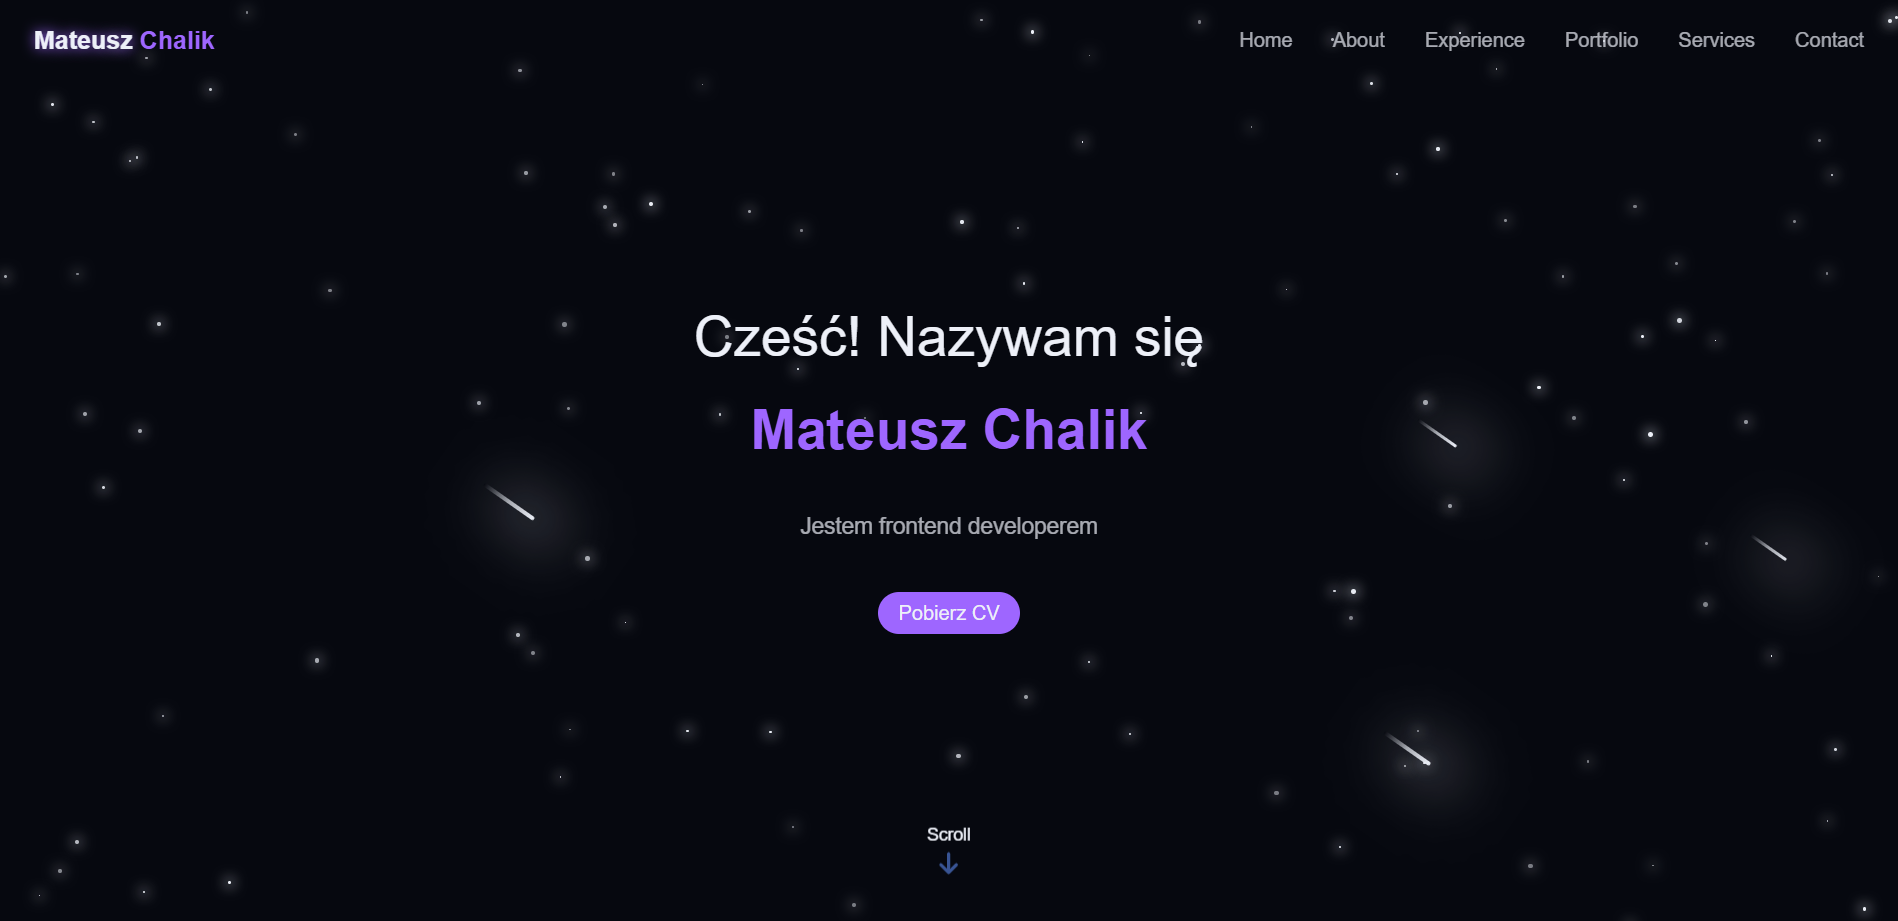 Mateusz Chalik
Home About Experience Portfolio Services Contact
Cześć! Nazywam się
Mateusz Chalik
Jestem frontend developerem
Pobierz CV
Scroll